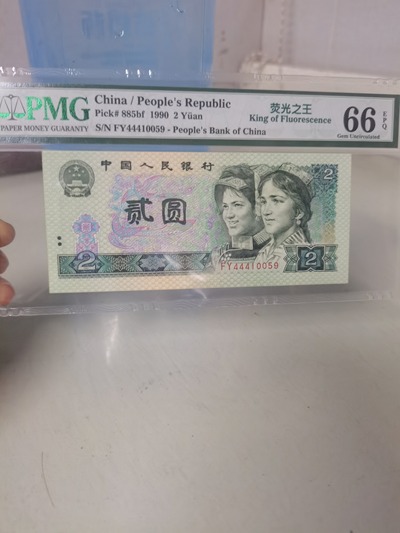 PMG
PAPER MONEY GUARANTY
China / People's Republic
Pick# 885bf 1990 2 Yüan
S/N FY44410059 - People's Bank of China
荧光之王
King of Fluorescence
66
EPQ
Gem Uncirculated
中国人民银行
2
贰圆
FY44410059
2
2